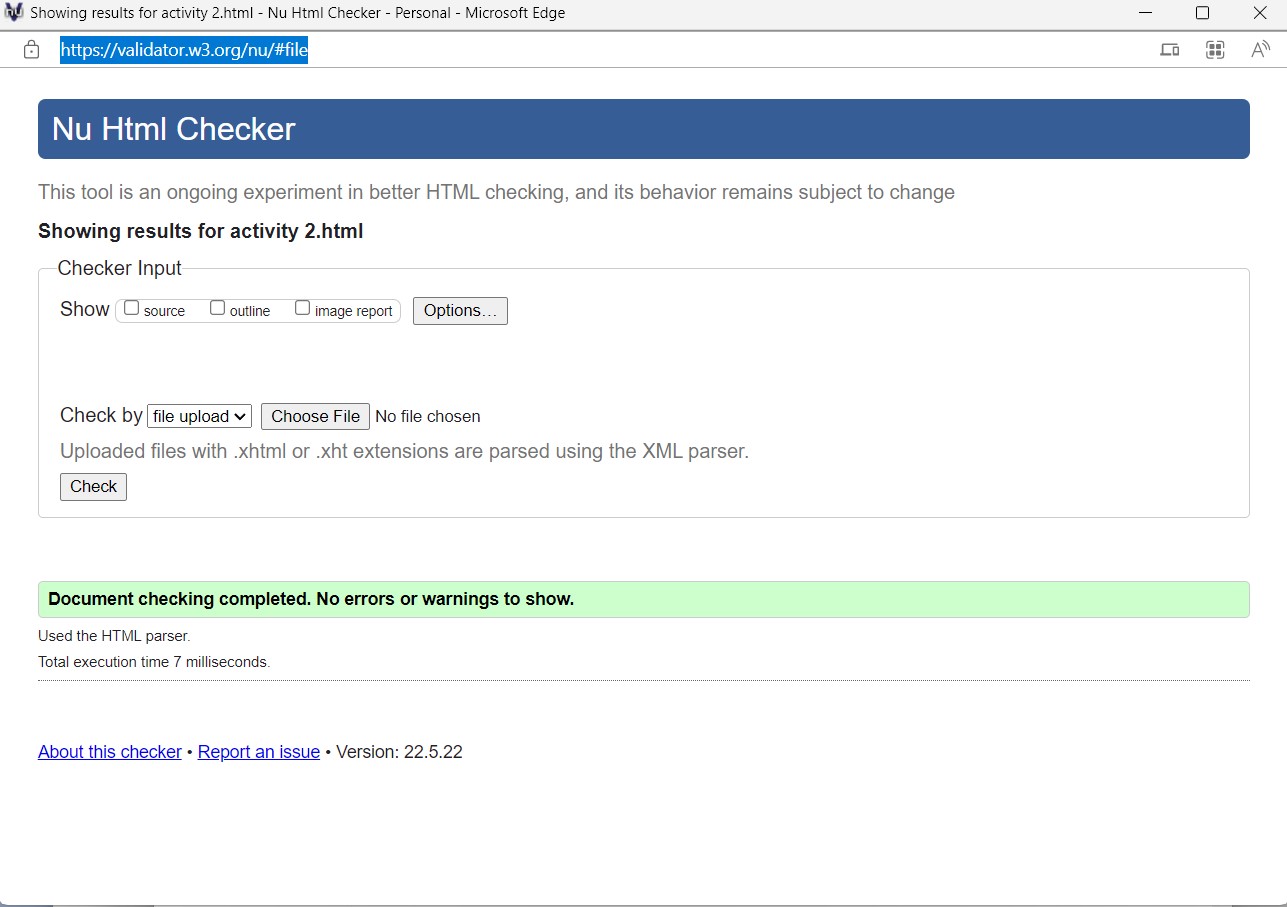 Showing results for activity 2.html - Nu Html Checker - Personal - Microsoft Edge
https://validator.w3.org/nu/#file
Nu Html Checker
This tool is an ongoing experiment in better HTML checking, and its behavior remains subject to change
Showing results for activity 2.html
Checker Input
Show source outline image report Options...
Check by file upload Choose File No file chosen
Uploaded files with .xhtml or .xht extensions are parsed using the XML parser.
Check
Document checking completed. No errors or warnings to show.
Used the HTML parser.
Total execution time 7 milliseconds.
About this checker • Report an issue • Version: 22.5.22